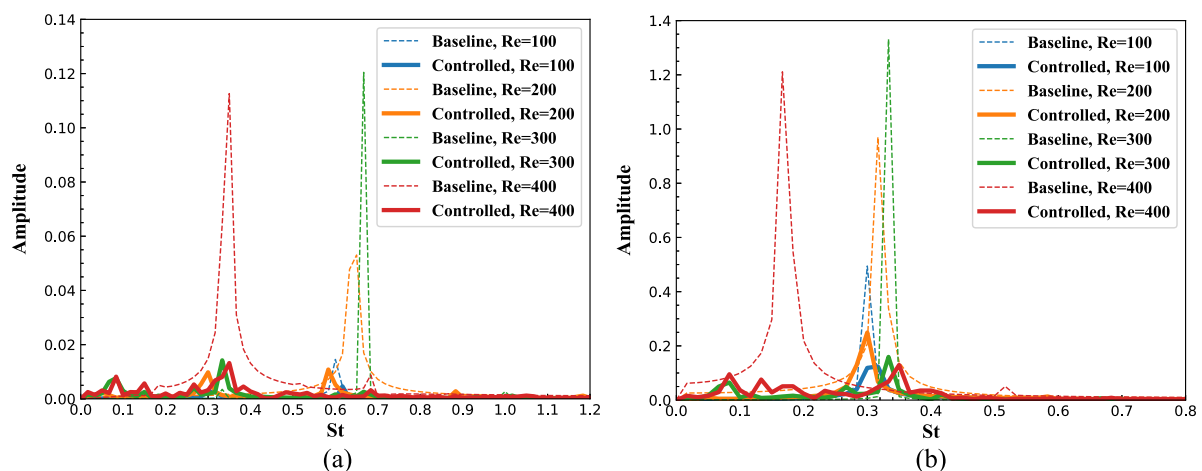 0.14
0.12
0.10
0.08
0.06
0.04
0.02
0.00
Amplitude
Baseline, Re=100
Controlled, Re=100
Baseline, Re=200
Controlled, Re=200
Baseline, Re=300
Controlled, Re=300
Baseline, Re=400
Controlled, Re=400
0.0 0.1 0.2 0.3 0.4 0.5 0.6 0.7 0.8 0.9 1.0 1.1 1.2
St
(a)
1.4
1.2
1.0
0.8
0.6
0.4
0.2
0.0
Amplitude
Baseline, Re=100
Controlled, Re=100
Baseline, Re=200
Controlled, Re=200
Baseline, Re=300
Controlled, Re=300
Baseline, Re=400
Controlled, Re=400
0.0 0.1 0.2 0.3 0.4 0.5 0.6 0.7 0.8
St
(b)